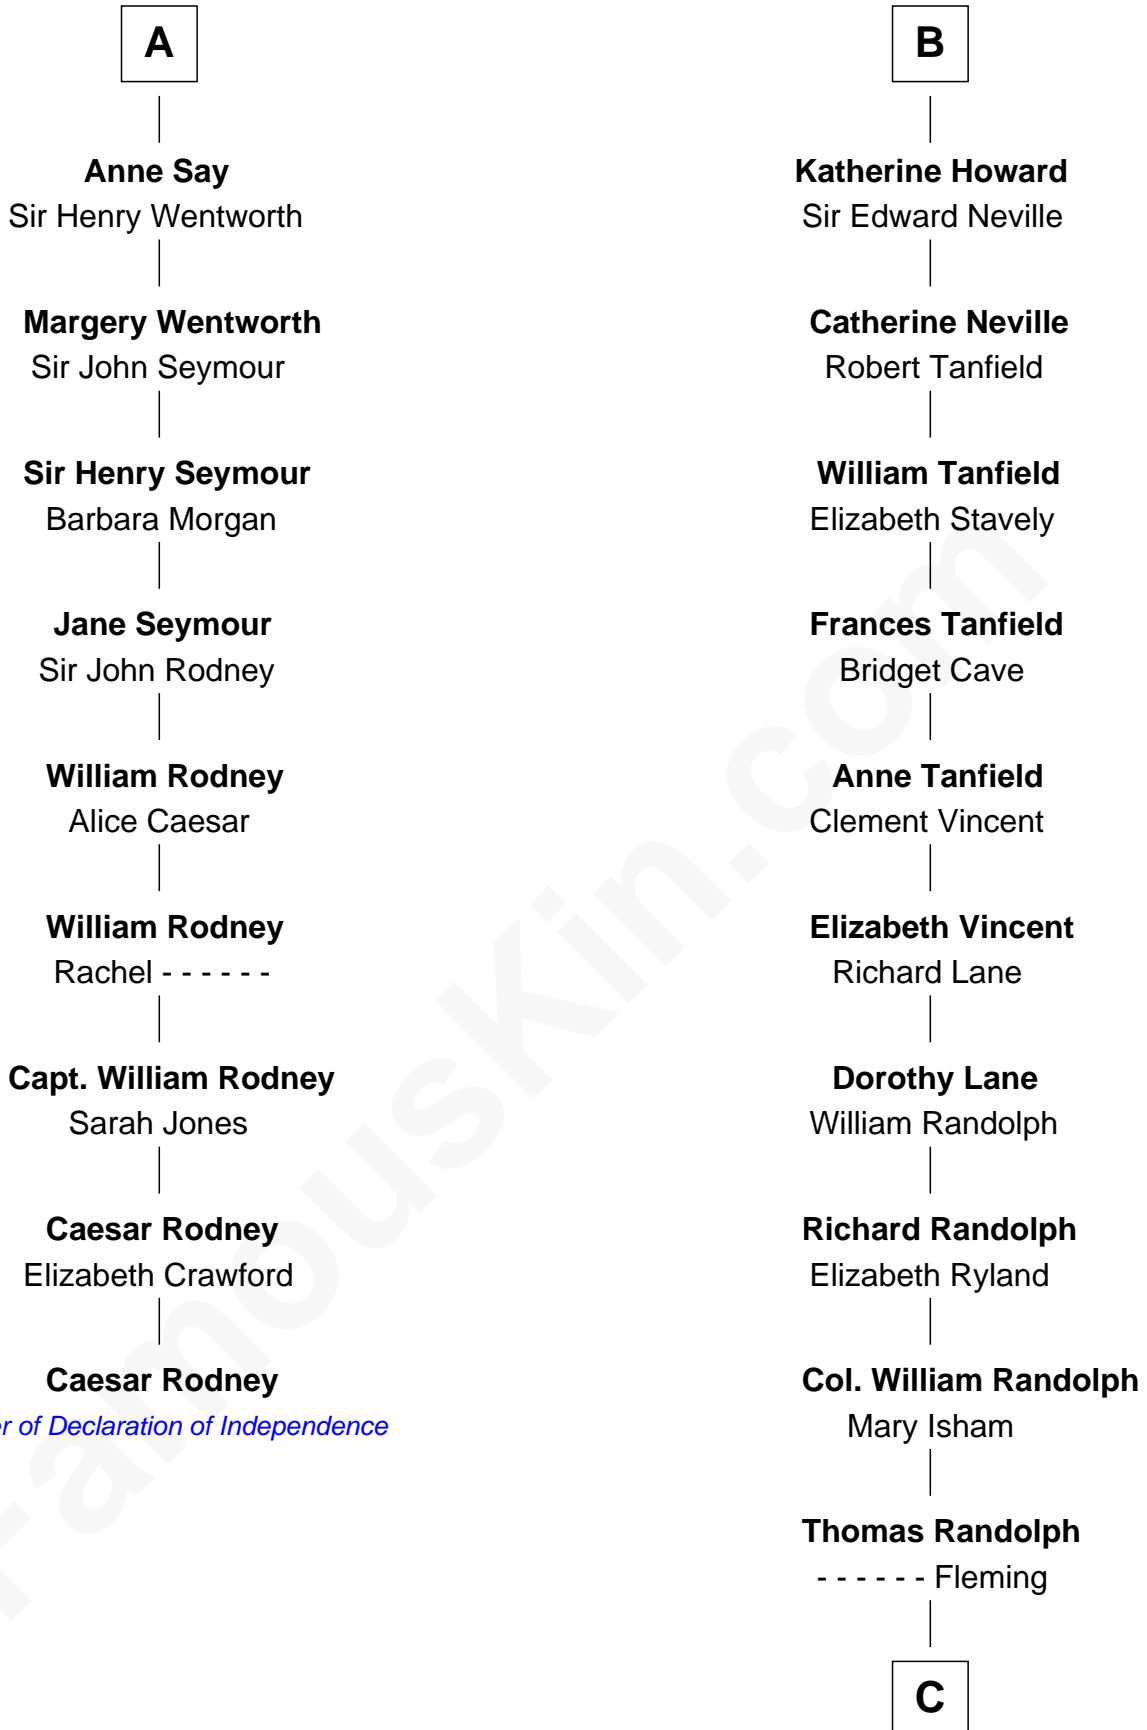 A
Anne Say
Sir Henry Wentworth
Margery Wentworth
Sir John Seymour
Sir Henry Seymour
Barbara Morgan
Jane Seymour
Sir John Rodney
William Rodney
Alice Caesar
William Rodney
Rachel - - - - - -
Capt. William Rodney
Sarah Jones
Caesar Rodney
Elizabeth Crawford
Caesar Rodney
of Declaration of Independence
B
Katherine Howard
Sir Edward Neville
Catherine Neville
Robert Tanfield
William Tanfield
Elizabeth Stavely
Frances Tanfield
Bridget Cave
Anne Tanfield
Clement Vincent
Elizabeth Vincent
Richard Lane
Dorothy Lane
William Randolph
Richard Randolph
Elizabeth Ryland
Col. William Randolph
Mary Isham
Thomas Randolph
- - - - - - Fleming
C
FamousKin.com